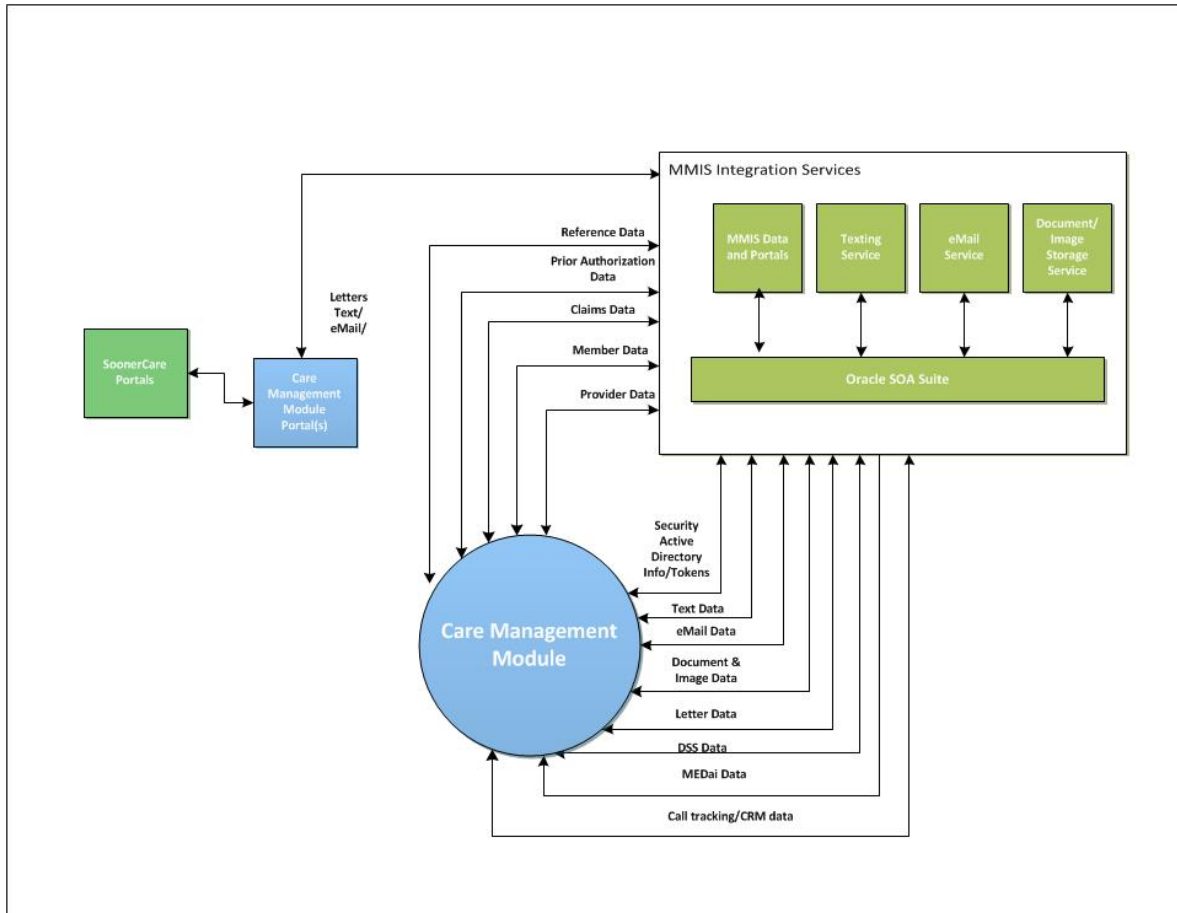 MMIS Integration Services
MMIS Data
and Portals
Texting
Service
eMail
Service
Document/
Image
Storage
Service
Oracle SOA Suite
Reference Data
Prior Authorization
Data
Claims Data
Member Data
Provider Data
Letters
Text/
eMail/
SoonerCare
Portals
Care
Management
Module
Portal(s)
Security
Active
Directory
Info/Tokens
Text Data
eMail Data
Document &
Image Data
Letter Data
DSS Data
MEDai Data
Call tracking/CRM data
Care Management
Module